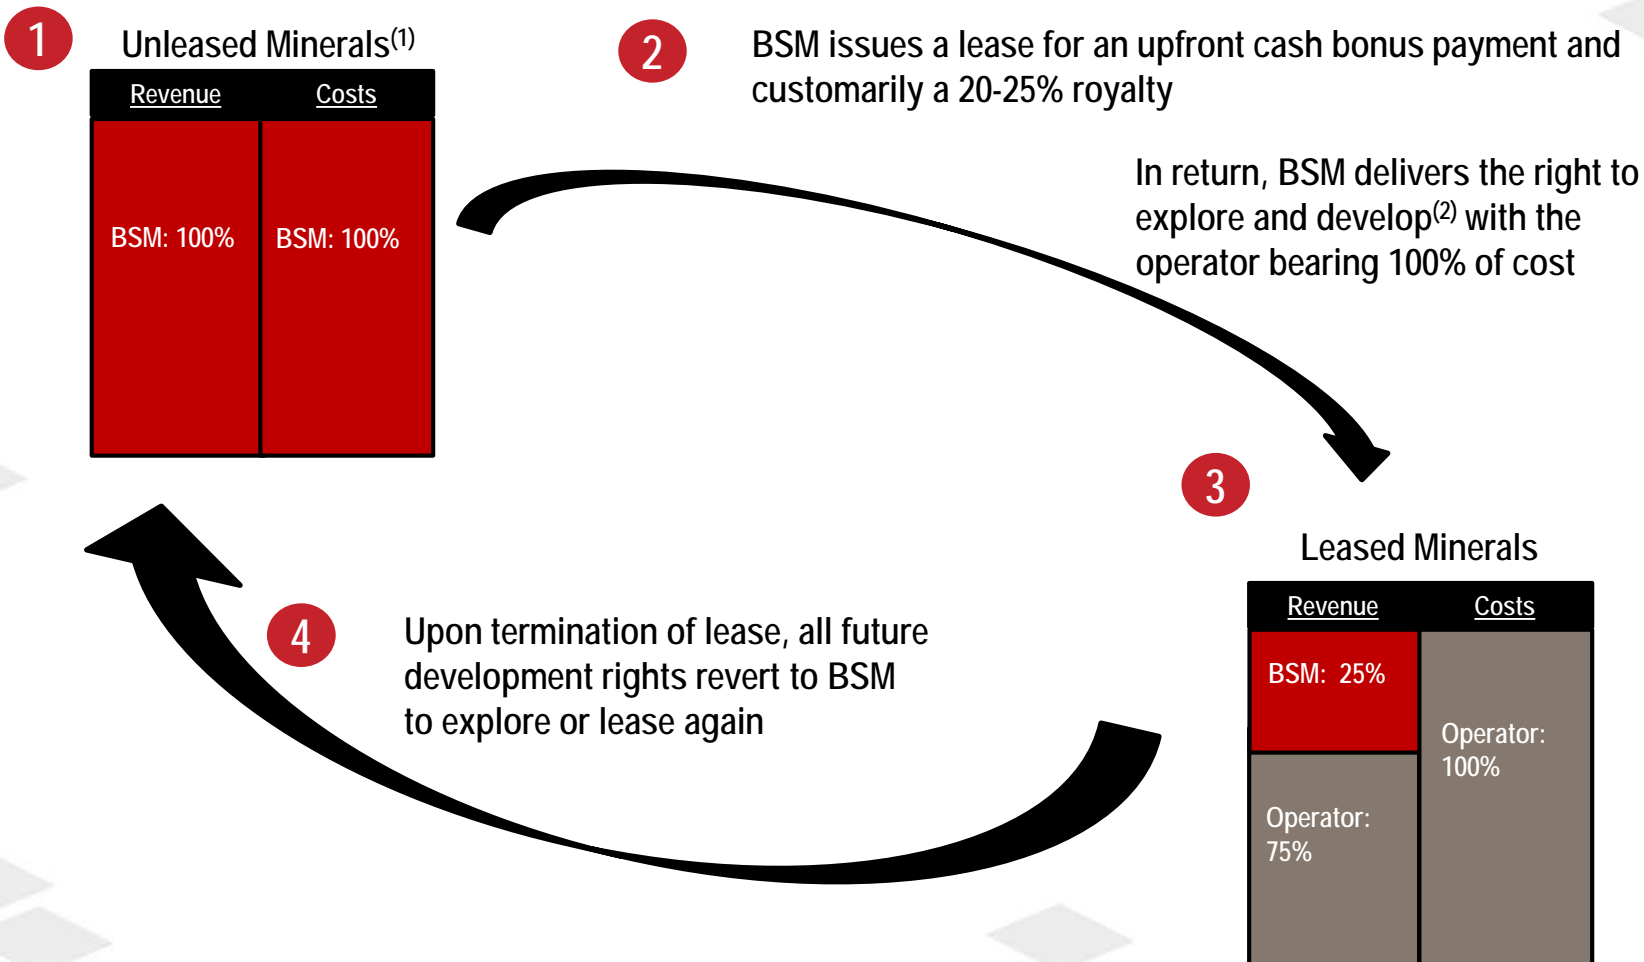 1
Unleased Minerals(1)
Revenue Costs
BSM: 100% BSM: 100%
2
BSM issues a lease for an upfront cash bonus payment and
customarily a 20-25% royalty
In return, BSM delivers the right to
explore and develop(2) with the
operator bearing 100% of cost
3
Leased Minerals
Revenue Costs
BSM: 25%
Operator:
75%
Operator:
100%
4
Upon termination of lease, all future
development rights revert to BSM
to explore or lease again